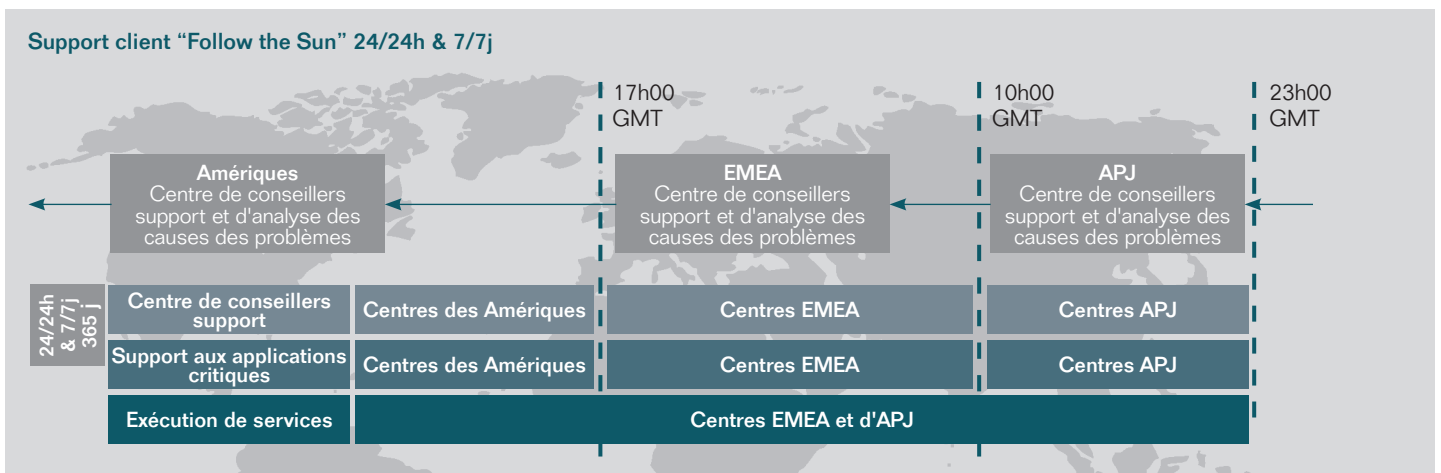 Support client “Follow the Sun” 24/24h & 7/7j
17h00
GMT
10h00
GMT
23h00
GMT
Amériques
Centre de conseillers
support et d'analyse des
causes des problèmes
EMEA
Centre de conseillers
support et d'analyse des
causes des problèmes
APJ
Centre de conseillers
support et d'analyse des
causes des problèmes
24/24h
& 7/7j
365 j
Centre de conseillers
support
Centres des Amériques
Centres EMEA
Centres APJ
Support aux applications
critiques
Centres des Amériques
Centres EMEA
Centres APJ
Exécution de services
Centres EMEA et d'APJ